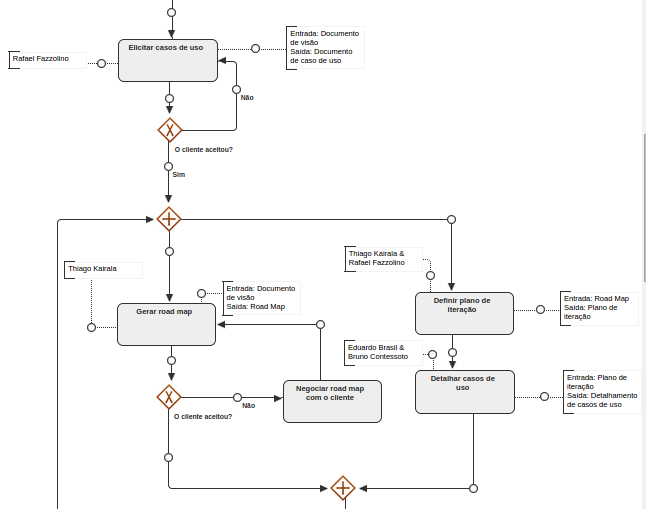 Elicitar casos de uso
Entrada: Documento
de visão
Saída: Documento
de caso de uso
Rafael Fazzolino
Não
O cliente aceitou?
Sim
Thiago Kairala &
Rafael Fazzolino
Thiago Kairala
Entrada: Documento
de visão
Saída: Road Map
Gerar road map
Definir plano de
iteração
Entrada: Road Map
Saída: Plano de
iteração
Eduardo Brasil &
Bruno Contessoto
Detalhar casos de
uso
Entrada: Plano de
iteração
Saída: Detalhamento
de casos de uso
Negociar road map
com o cliente
Não
O cliente aceitou?